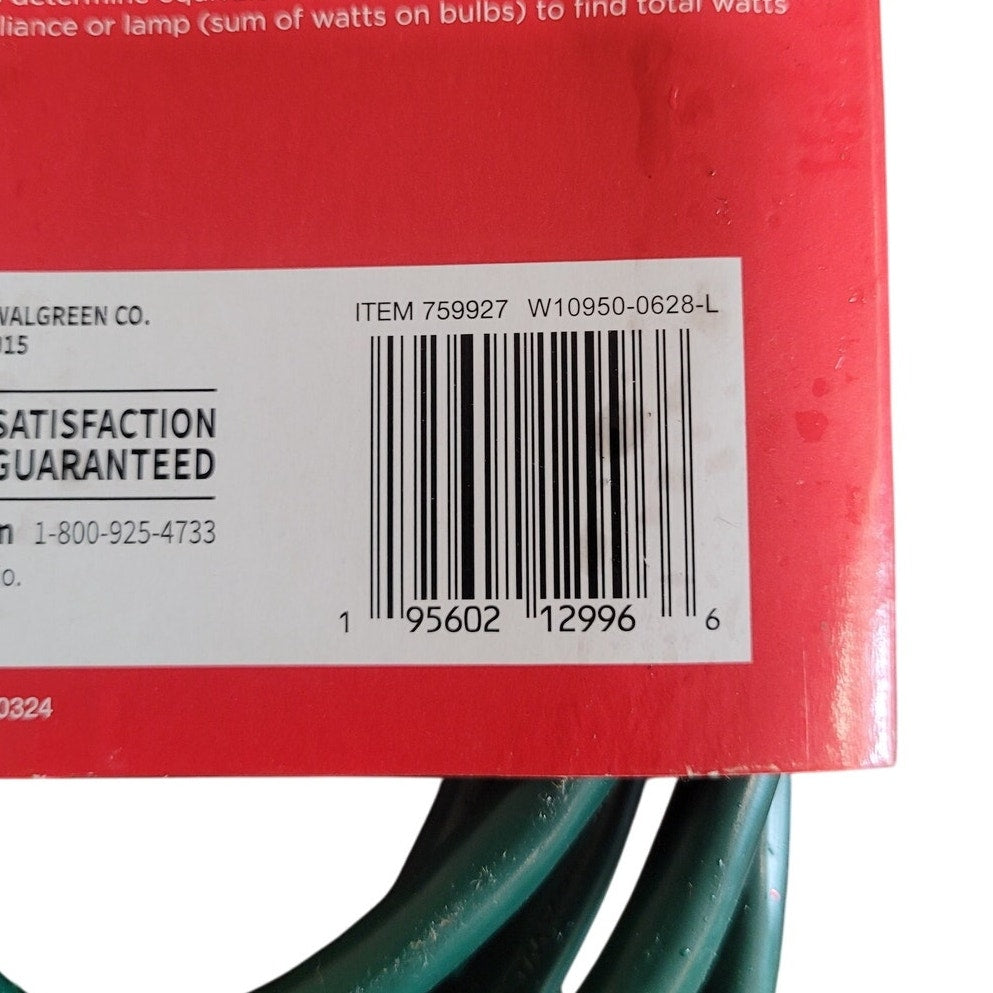 liance or lamp (sum of watts on bulbs) to find total watts
WALGREEN CO.
015
ITEM 759927 W10950-0628-L
SATISFACTION
GUARANTEED
n 1-800-925-4733
o.
1 95602 12996 6
0324